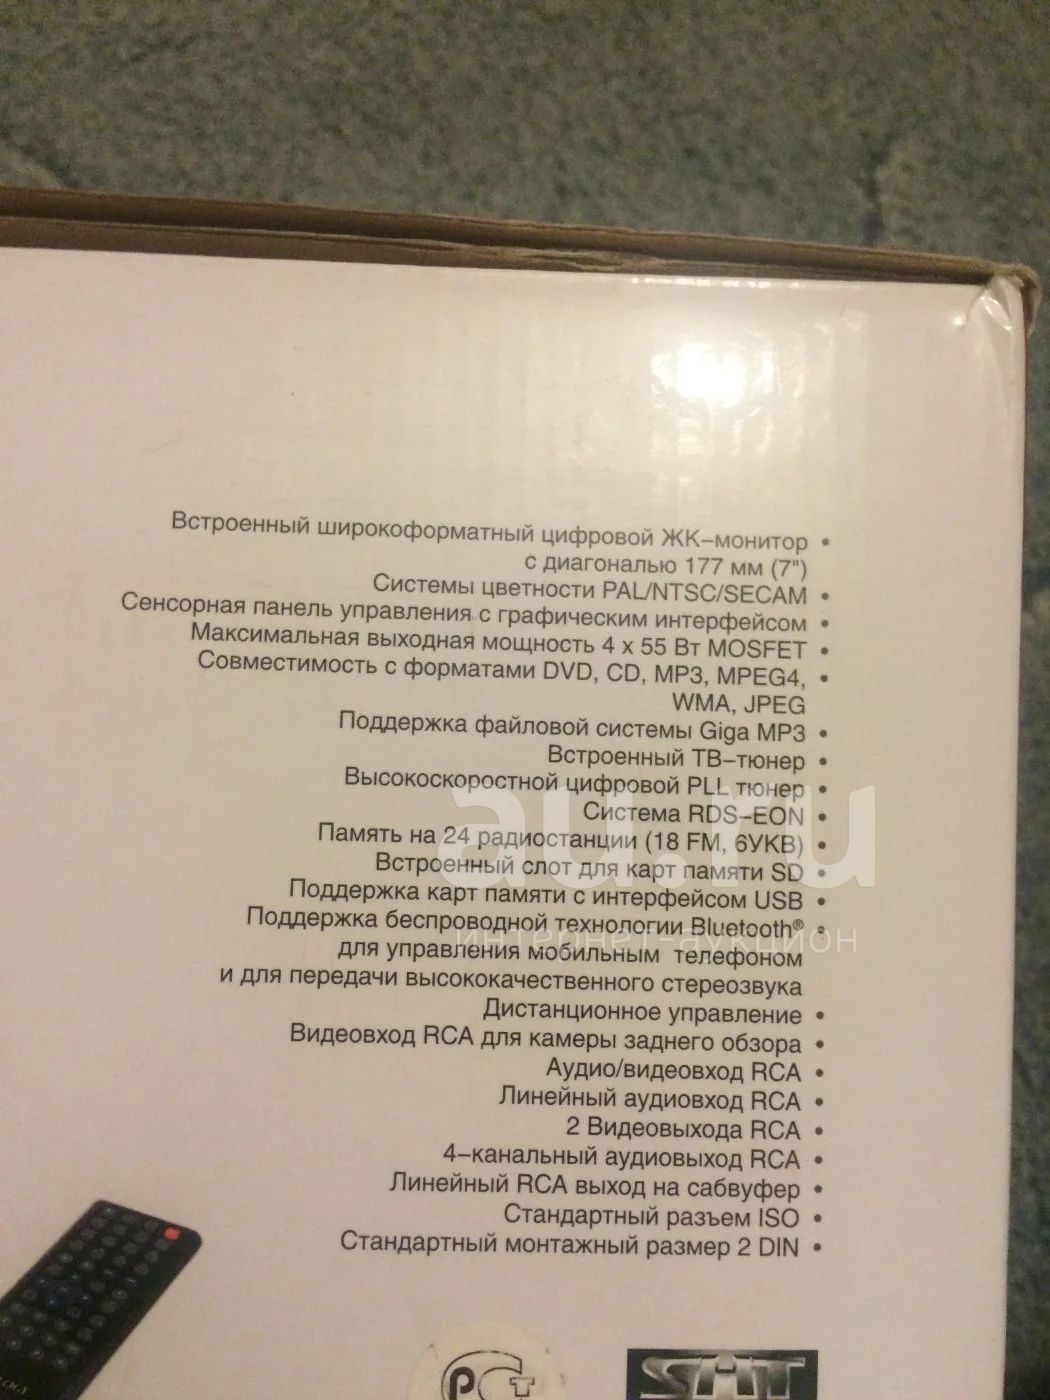 Встроенный широкоформатный цифровой ЖК–монитор •
с диагональю 177 мм (7")
Системы цветности PAL/NTSC/SECAM •
Сенсорная панель управления с графическим интерфейсом •
Максимальная выходная мощность 4 х 55 Вт MOSFET •
Совместимость с форматами DVD, CD, MP3, MPEG4, •
WMA, JPEG
Поддержка файловой системы Giga MP3 •
Встроенный ТВ–тюнер •
Высокоскоростной цифровой PLL тюнер •
Система RDS–EON •
Память на 24 радиостанции (18 FM, 6УКВ) •
Встроенный слот для карт памяти SD •
Поддержка карт памяти с интерфейсом USB •
Поддержка беспроводной технологии Bluetooth® •
для управления мобильным телефоном
и для передачи высококачественного стереозвука
Дистанционное управление •
Видеовход RCA для камеры заднего обзора •
Аудио/видеовход RCA •
Линейный аудиовход RCA •
2 Видеовыхода RCA •
4–канальный аудиовыход RCA •
Линейный RCA выход на сабвуфер •
Стандартный разъем ISO •
Стандартный монтажный размер 2 DIN •
au.ru
интернет-аукцион